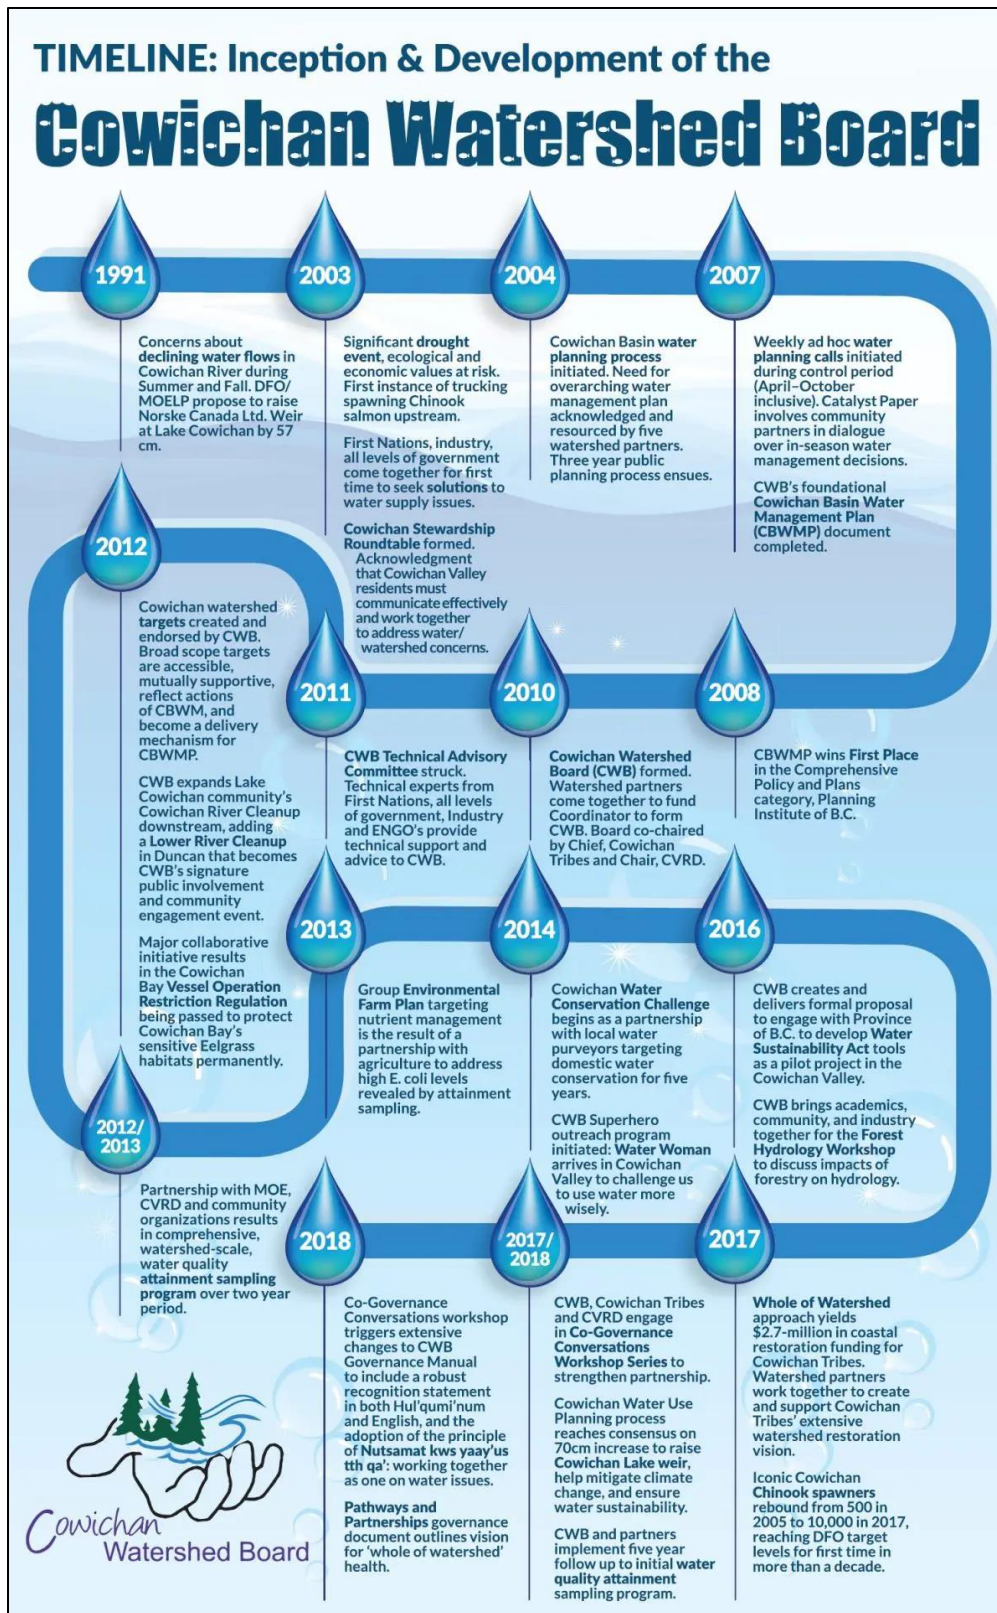 TIMELINE: Inception & Development of the
Cowichan Watershed Board
1991
Concerns about
declining water flows in
Cowichan River during
Summer and Fall. DFO/
MOELP propose to raise
Norske Canada Ltd. Weir
at Lake Cowichan by 57
cm.
2003
Significant drought
event, ecological and
economic values at risk.
First instance of trucking
spawning Chinook
salmon upstream.
First Nations, industry,
all levels of government
come together for first
time to seek solutions to
water supply issues.
Cowichan Stewardship
Roundtable formed.
Acknowledgment
that Cowichan Valley
residents must
communicate effectively
and work together
to address water/
watershed concerns.
2004
Cowichan Basin water
planning process
initiated. Need for
overarching water
management plan
acknowledged and
resourced by five
watershed partners.
Three year public
planning process ensues.
2007
Weekly ad hoc water
planning calls initiated
during control period
(April–October
inclusive). Catalyst Paper
involves community
partners in dialogue
over in-season water
management decisions.
CWB's foundational
Cowichan Basin Water
Management Plan
(CBWMP) document
completed.
2008
CBWMP wins First Place
in the Comprehensive
Policy and Plans
category, Planning
Institute of B.C.
2010
Cowichan Watershed
Board (CWB) formed.
Watershed partners
come together to fund
Coordinator to form
CWB. Board co-chaired
by Chief, Cowichan
Tribes and Chair, CVRD.
2011
CWB Technical Advisory
Committee struck.
Technical experts from
First Nations, all levels
of government, Industry
and ENGO's provide
technical support and
advice to CWB.
2012
Cowichan watershed
targets created and
endorsed by CWB.
Broad scope targets
are accessible,
mutually supportive,
reflect actions
of CBWM, and
become a delivery
mechanism for
CBWMP.
CWB expands Lake
Cowichan community's
Cowichan River Cleanup
downstream, adding
a Lower River Cleanup
in Duncan that becomes
CWB's signature
public involvement
and community
engagement event.
Major collaborative
initiative results
in the Cowichan
Bay Vessel Operation
Restriction Regulation
being passed to protect
Cowichan Bay's
sensitive Eelgrass
habitats permanently.
2012/
2013
Partnership with MOE,
CVRD and community
organizations results
in comprehensive,
watershed-scale,
water quality
attainment sampling
program over two year
period.
2013
Group Environmental
Farm Plan targeting
nutrient management
is the result of a
partnership with
agriculture to address
high E. coli levels
revealed by attainment
sampling.
2014
Cowichan Water
Conservation Challenge
begins as a partnership
with local water
purveyors targeting
domestic water
conservation for five
years.
CWB Superhero
outreach program
initiated: Water Woman
arrives in Cowichan
Valley to challenge us
to use water more
wisely.
2016
CWB creates and
delivers formal proposal
to engage with Province
of B.C. to develop Water
Sustainability Act tools
as a pilot project in the
Cowichan Valley.
CWB brings academics,
community, and industry
together for the Forest
Hydrology Workshop
to discuss impacts of
forestry on hydrology.
2017
Whole of Watershed
approach yields
$2.7-million in coastal
restoration funding for
Cowichan Tribes.
Watershed partners
work together to create
and support Cowichan
Tribes' extensive
watershed restoration
vision.
Iconic Cowichan
Chinook spawners
rebound from 500 in
2005 to 10,000 in 2017,
reaching DFO target
levels for first time in
more than a decade.
2017/
2018
CWB, Cowichan Tribes
and CVRD engage
in Co-Governance
Conversations
Workshop Series to
strengthen partnership.
Cowichan Water Use
Planning process
reaches consensus on
70cm increase to raise
Cowichan Lake weir,
help mitigate climate
change, and ensure
water sustainability.
CWB and partners
implement five year
follow up to initial water
quality attainment
sampling program.
2018
Co-Governance
Conversations workshop
triggers extensive
changes to CWB
Governance Manual
to include a robust
recognition statement
in both Hul'qumi'num
and English, and the
adoption of the principle
of Nutsamat kws yaay'us
tth qa': working together
as one on water issues.
Pathways and
Partnerships governance
document outlines vision
for 'whole of watershed'
health.
Cowichan
Watershed Board